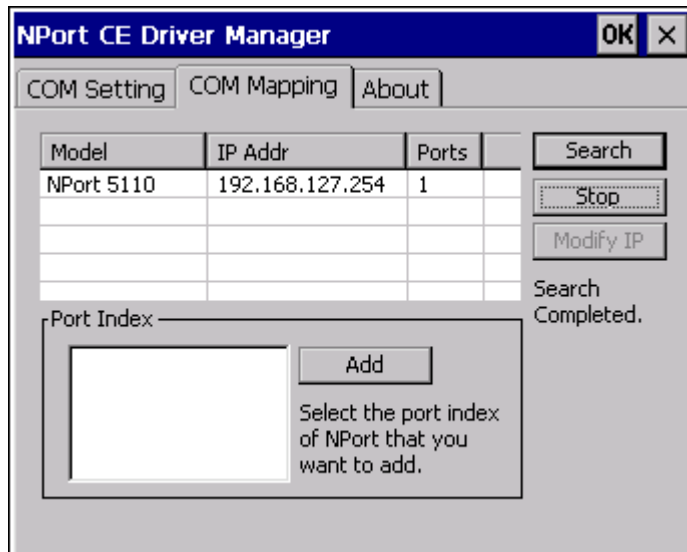 NPort CE Driver Manager OK ×
COM Setting COM Mapping About
Model IP Addr Ports Search
NPort 5110 192.168.127.254 1
Stop
Modify IP
Search
Completed.
Port Index
Add
Select the port index
of NPort that you
want to add.